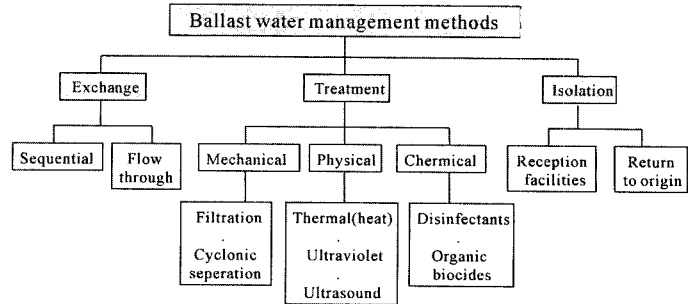 Ballast water management methods
Exchange
Treatment
Isolation
Sequential
Flow
through
Mechanical
Physical
Chermical
Reception
facilities
Return
to origin
Filtration
.
Cyclonic
seperation
Thermal(heat)
.
Ultraviolet
.
Ultrasound
Disinfectants
.
Organic
biocides